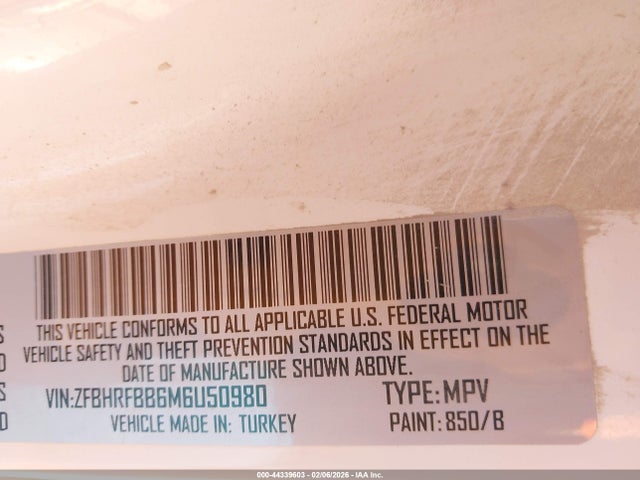 S
THIS VEHICLE CONFORMS TO ALL APPLICABLE U.S. FEDERAL MOTOR
D VEHICLE SAFETY AND THEFT PREVENTION STANDARDS IN EFFECT ON THE
DATE OF MANUFACTURE SHOWN ABOVE.
S VIN:ZFBHRFBB6M6U50980 TYPE:MPV
D VEHICLE MADE IN: TURKEY PAINT: 850/B
000-44339603 - 02/06/2026 - IAA Inc.